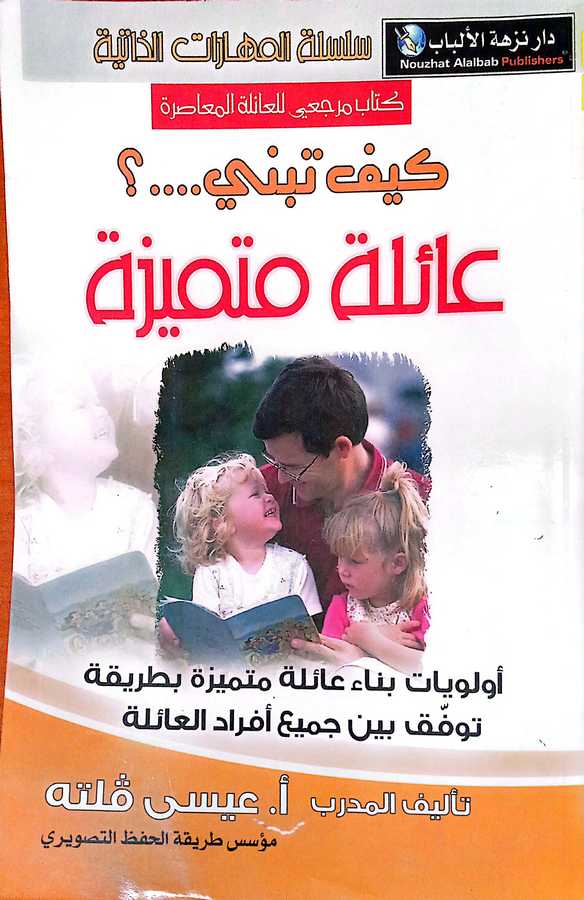 دار نزهة الألباب
Nouzhat Alalbab Publishers
سلسلة المهارات الذاتية
كتاب مرجعي للعائلة المعاصرة
كيف تبني....؟
عائلة متميزة
أولويات بناء عائلة متميزة بطريقة
توفّق بين جميع أفراد العائلة
تأليف المدرب أ. عيسى ڤلته
مؤسس طريقة الحفظ التصويري